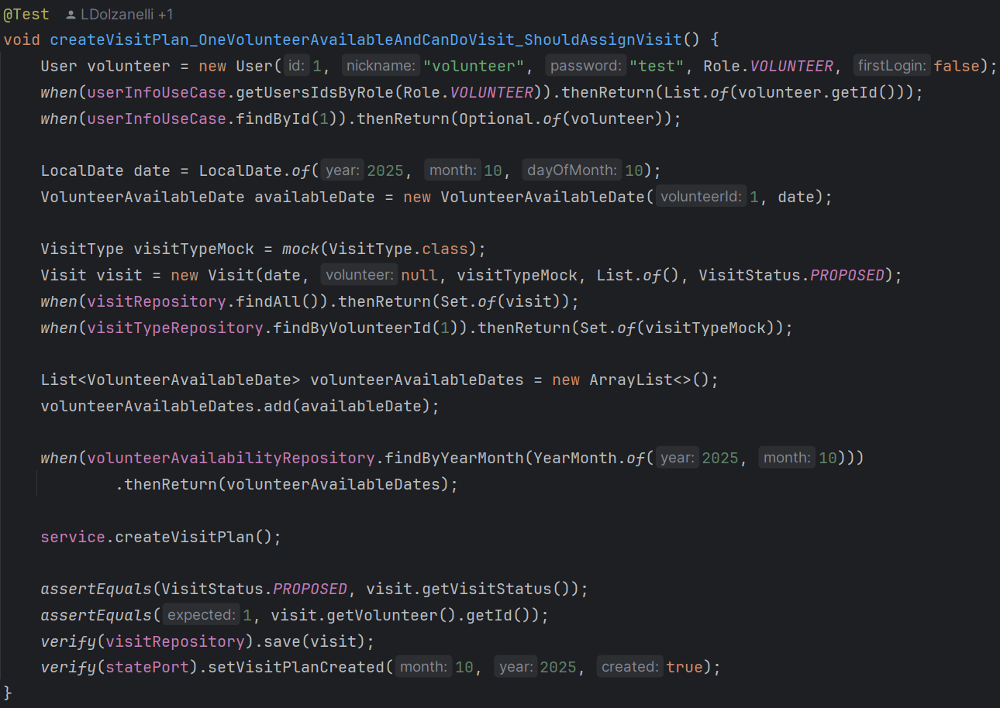 @Test LDolzanelli +1
void createVisitPlan_OneVolunteerAvailableAndCanDoVisit_ShouldAssignVisit() {
    User volunteer = new User( id: 1, nickname: "volunteer", password: "test", Role.VOLUNTEER, firstLogin: false);
    when(userInfoUseCase.getUsersIdsByRole(Role.VOLUNTEER)).thenReturn(List.of(volunteer.getId()));
    when(userInfoUseCase.findById(1)).thenReturn(Optional.of(volunteer));
    LocalDate date = LocalDate.of( year: 2025, month: 10, dayOfMonth: 10);
    VolunteerAvailableDate availableDate = new VolunteerAvailableDate( volunteerId: 1, date);
    VisitType visitTypeMock = mock(VisitType.class);
    Visit visit = new Visit(date, volunteer: null, visitTypeMock, List.of(), VisitStatus.PROPOSED);
    when(visitRepository.findAll()).thenReturn(Set.of(visit));
    when(visitTypeRepository.findByVolunteerId(1)).thenReturn(Set.of(visitTypeMock));
    List<VolunteerAvailableDate> volunteerAvailableDates = new ArrayList<>();
    volunteerAvailableDates.add(availableDate);
    when(volunteerAvailabilityRepository.findByYearMonth(YearMonth.of( year: 2025, month: 10)))
            .thenReturn(volunteerAvailableDates);
    service.createVisitPlan();
    assertEquals(VisitStatus.PROPOSED, visit.getVisitStatus());
    assertEquals( expected: 1, visit.getVolunteer().getId());
    verify(visitRepository).save(visit);
    verify(statePort).setVisitPlanCreated( month: 10, year: 2025, created: true);
}